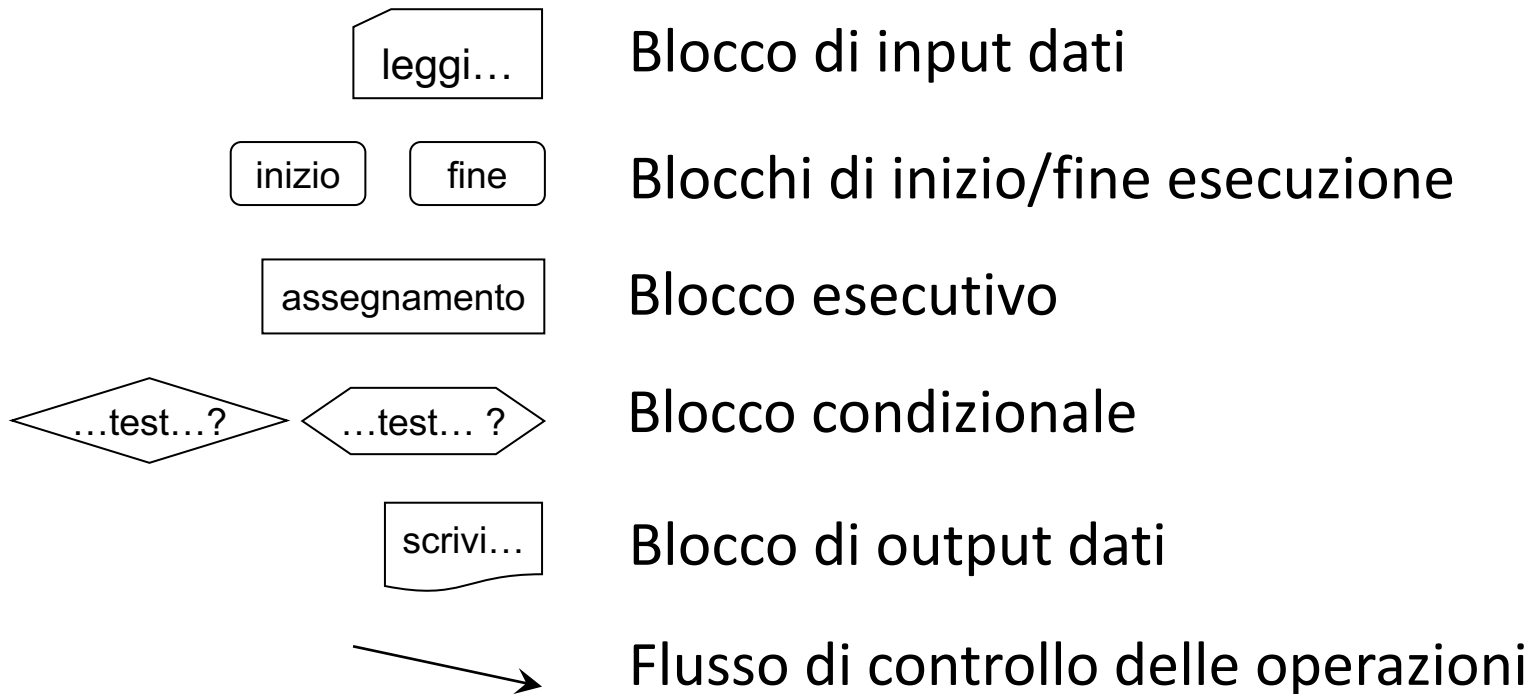 leggi… Blocco di input dati
inizio fine Blocchi di inizio/fine esecuzione
assegnamento Blocco esecutivo
…test…? …test… ? Blocco condizionale
scrivi… Blocco di output dati
Flusso di controllo delle operazioni